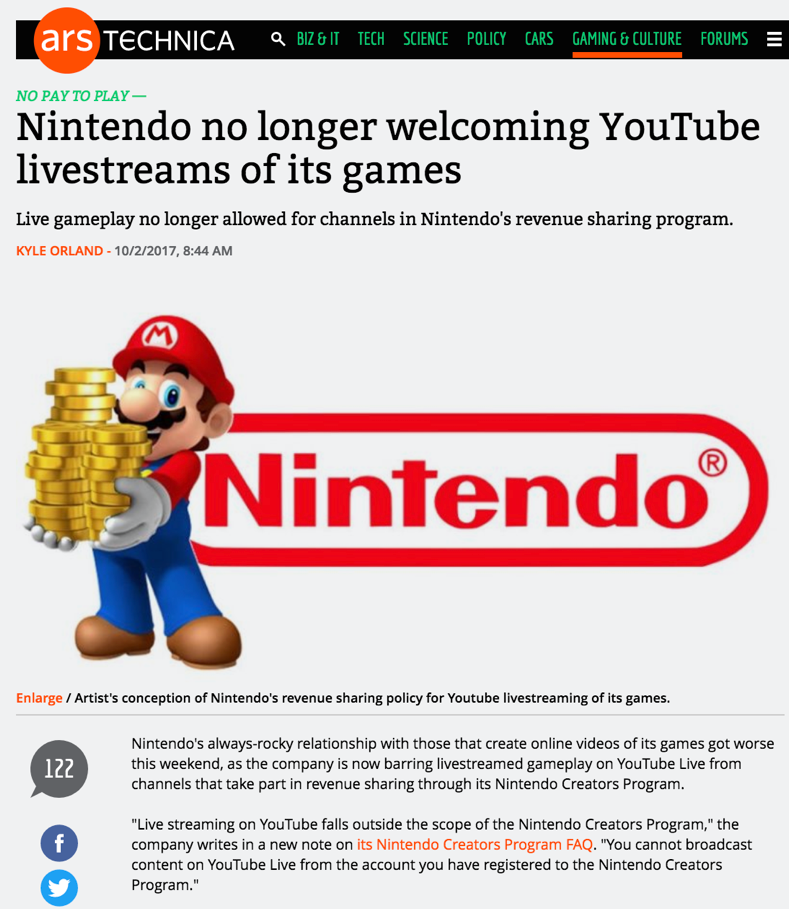 ars TECHNICA
BIZ & IT TECH SCIENCE POLICY CARS GAMING & CULTURE FORUMS
NO PAY TO PLAY —
Nintendo no longer welcoming YouTube
livestreams of its games
Live gameplay no longer allowed for channels in Nintendo's revenue sharing program.
KYLE ORLAND - 10/2/2017, 8:44 AM
M
Nintendo®
Enlarge / Artist's conception of Nintendo's revenue sharing policy for Youtube livestreaming of its games.
122
Nintendo's always-rocky relationship with those that create online videos of its games got worse
this weekend, as the company is now barring livestreamed gameplay on YouTube Live from
channels that take part in revenue sharing through its Nintendo Creators Program.
"Live streaming on YouTube falls outside the scope of the Nintendo Creators Program," the
company writes in a new note on its Nintendo Creators Program FAQ. "You cannot broadcast
content on YouTube Live from the account you have registered to the Nintendo Creators
Program."
f